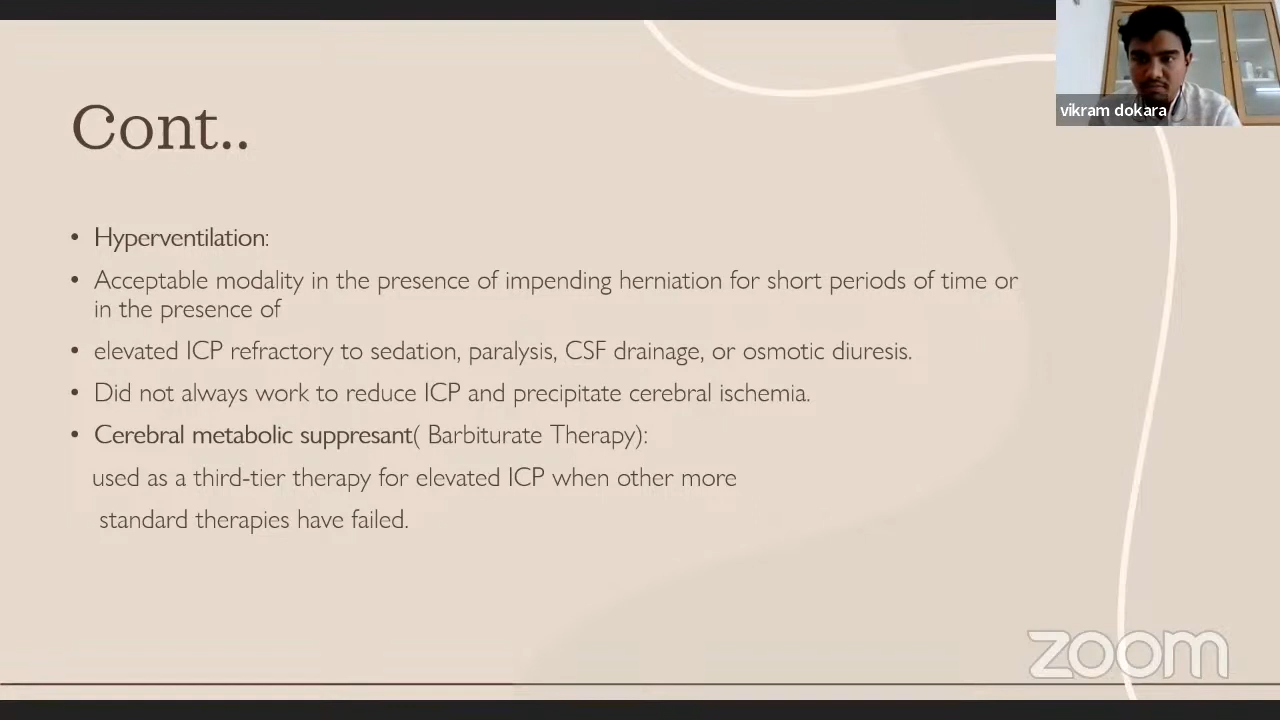 vikram dokara
Cont..
• Hyperventilation:
• Acceptable modality in the presence of impending herniation for short periods of time or
in the presence of
• elevated ICP refractory to sedation, paralysis, CSF drainage, or osmotic diuresis.
• Did not always work to reduce ICP and precipitate cerebral ischemia.
• Cerebral metabolic suppresant( Barbiturate Therapy):
used as a third-tier therapy for elevated ICP when other more
standard therapies have failed.
zoom